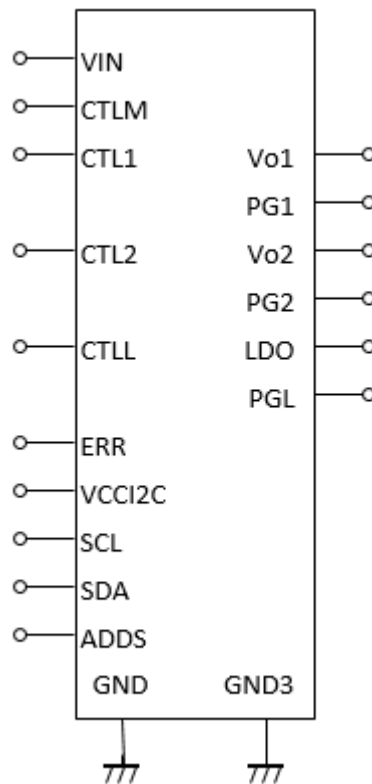 VIN
CTLM
CTL1
Vo1
PG1
CTL2
Vo2
PG2
CTLL
LDO
PGL
ERR
VCCI2C
SCL
SDA
ADDS
GND
GND3